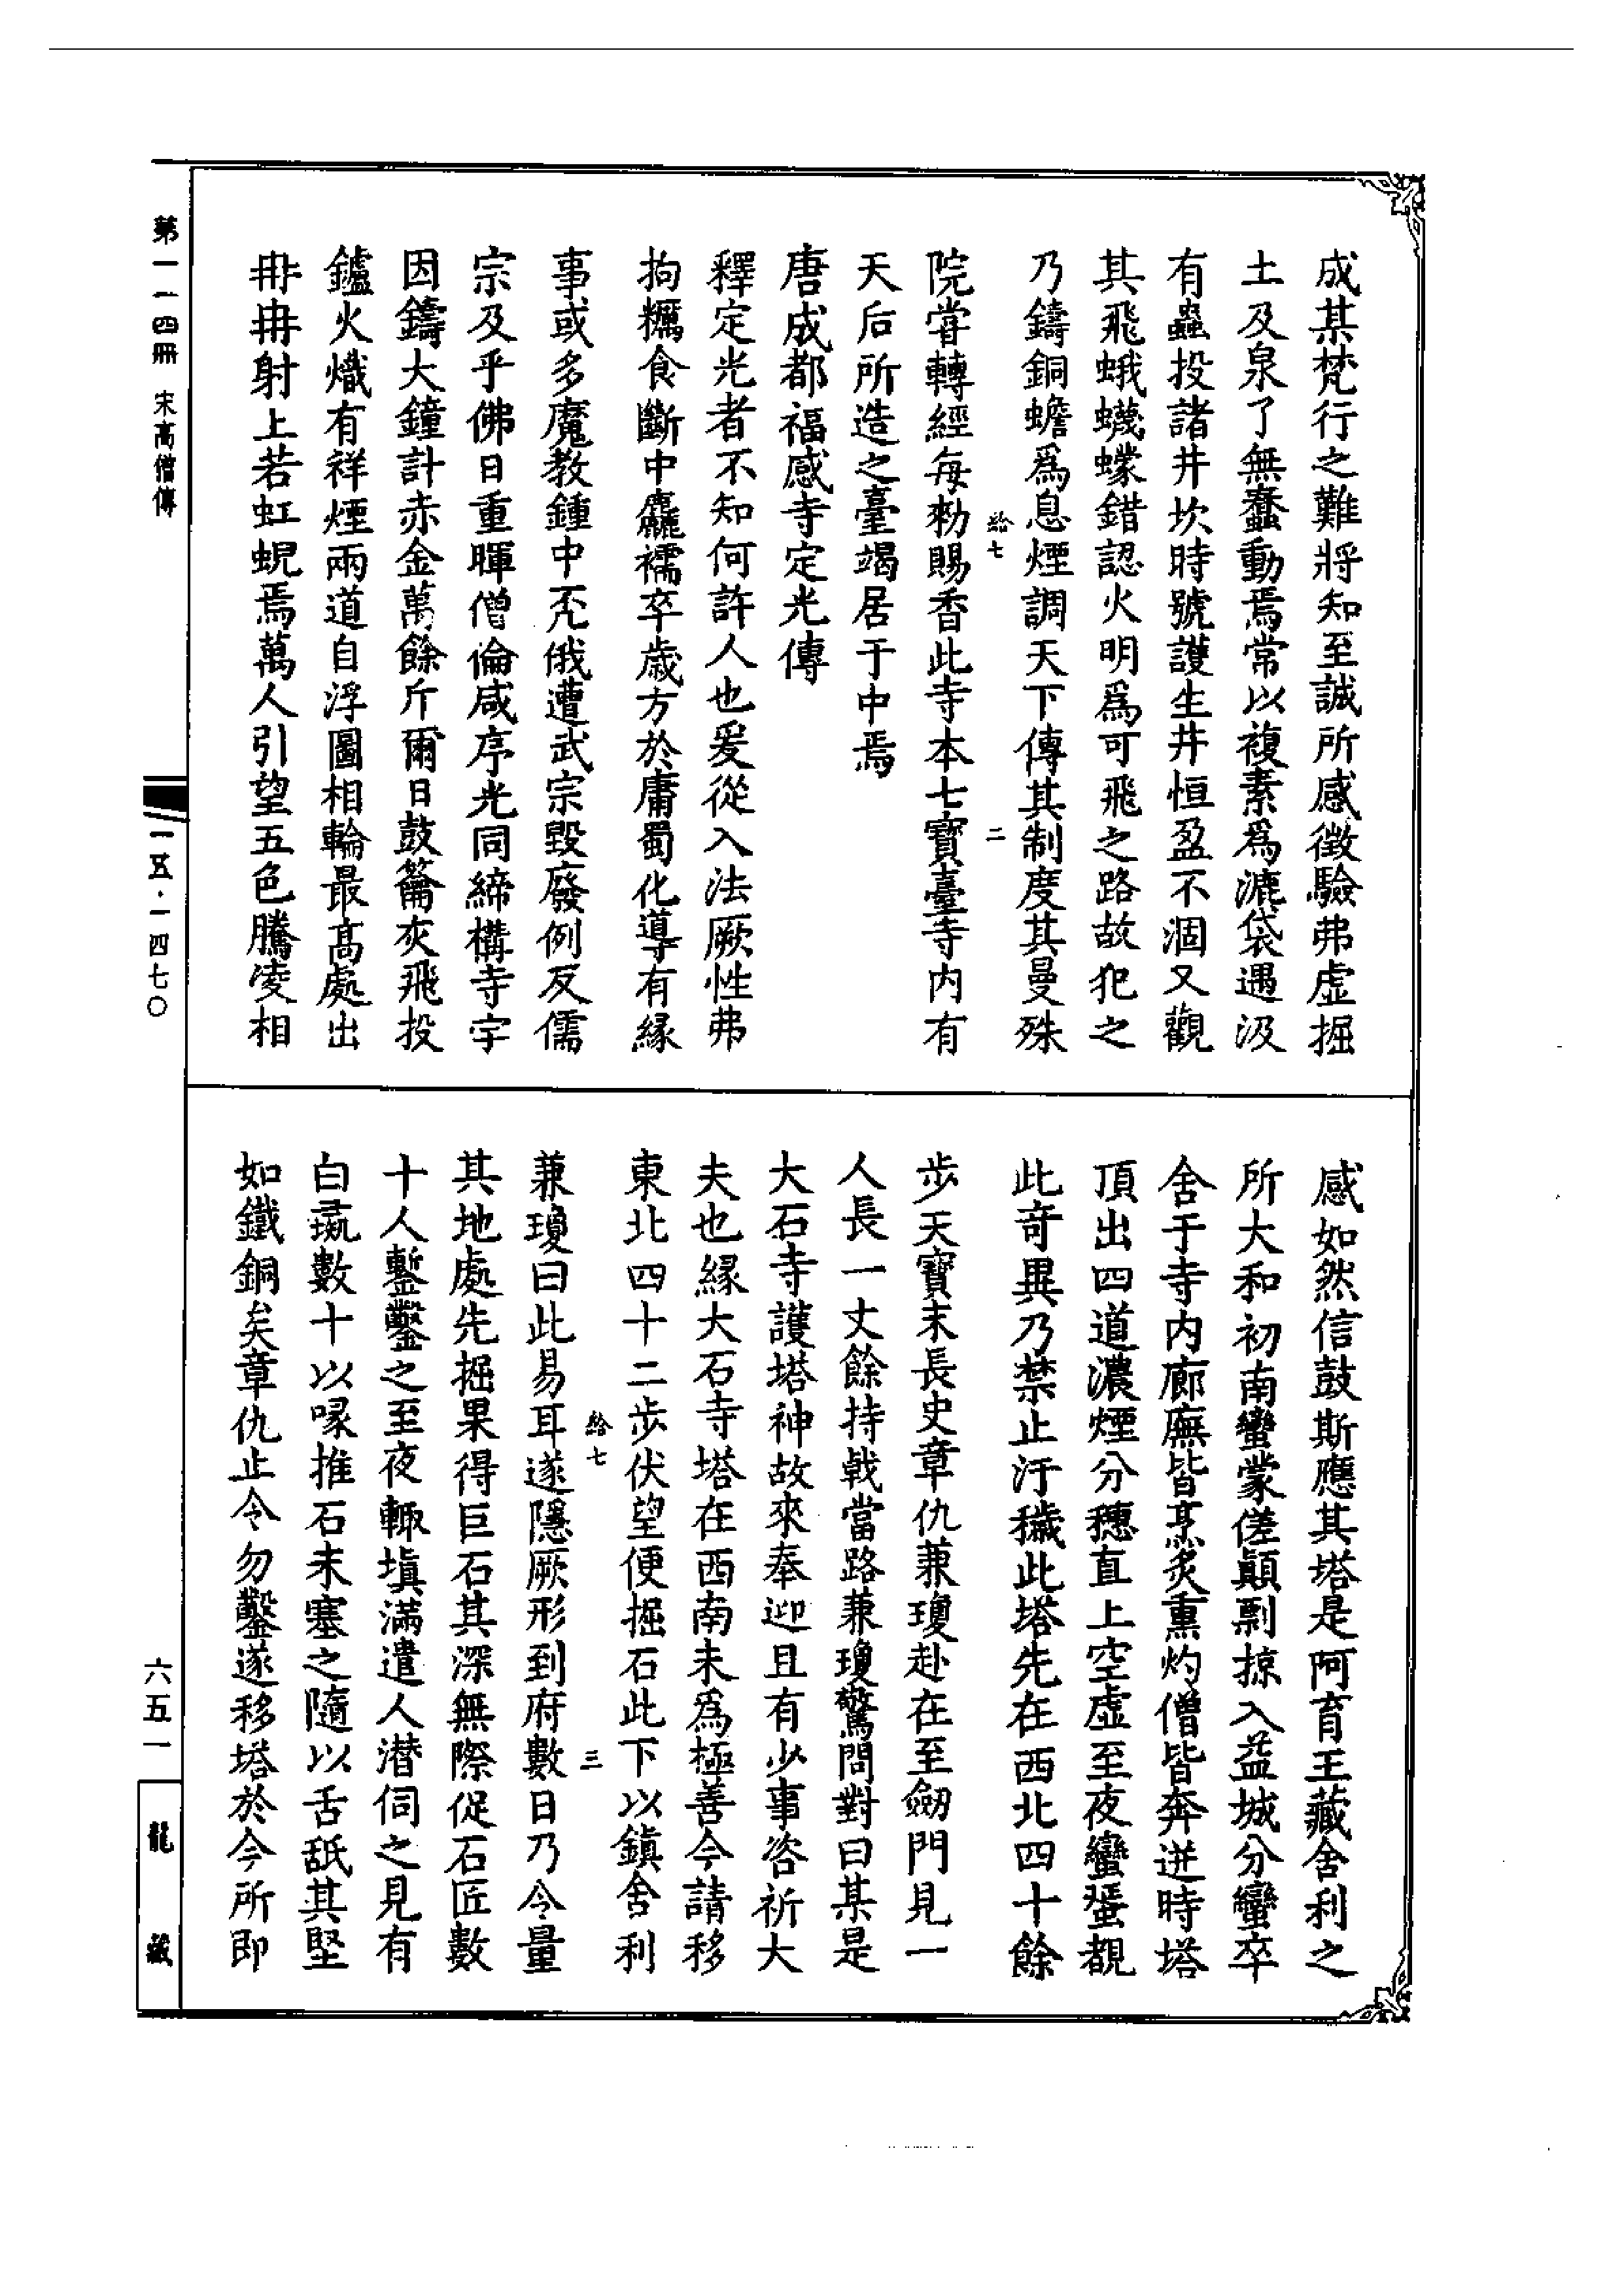 成某梵行之難將知至誠所感徵驗弗虛掘
土及泉了無蠢動焉常以複素爲漉袋遇汲
有蟲投諸井坎時號護生井恒盈不涸又觀
其飛蛾蠛蠓錯認火明爲可飛之路故犯之
乃鑄銅蟾爲息煙調天下傳其制度其曼殊
給七 二
院甞轉經每勑賜香此寺本七寶臺寺內有
天后所造之臺竭居于中焉
唐成都福感寺定光傳
釋定光者不知何許人也爰從入法厥性弗
拘糲食斷中麤襦卒歲方於庸蜀化導有緣
事或多魔教鍾中否俄遭武宗毀廢例反儒
宗及乎佛日重暉僧倫咸序光同締構寺宇
因鑄大鐘計赤金萬餘斤爾日鼓籥灰飛投
鑪火熾有祥煙兩道自浮圖相輪最高處出
冉冉射上若虹蜺焉萬人引望五色騰凌相
感如然信鼓斯應其塔是阿育王藏舍利之
所大和初南蠻蒙傞顛剽掠入益城分蠻卒
舍于寺內廊廡皆烹炙熏灼僧皆奔迸時塔
頂出四道濃煙分穗直上空虛至夜蠻蜑覩
此奇異乃禁止汙穢此塔先在西北四十餘
步天寶末長史章仇兼瓊赴在至劒門見一
人長一丈餘持戟當路兼瓊驚問對曰某是
大石寺護塔神故來奉迎且有少事咨祈大
夫也緣大石寺塔在西南未爲極善今請移
東北四十二步伏望便掘石此下以鎮舍利
給七 三
兼瓊曰此易耳遂隱厥形到府數日乃令量
其地處先掘果得巨石其深無際促石匠數
十人鏨鑿之至夜輒塡滿遣人潛伺之見有
白㺃數十以喙推石末塞之隨以舌舐其堅
如鐵銅矣章仇止令勿鑿遂移塔於今所即
第一一四冊 宋高僧傳
一五·一四七〇
六五一
龍藏